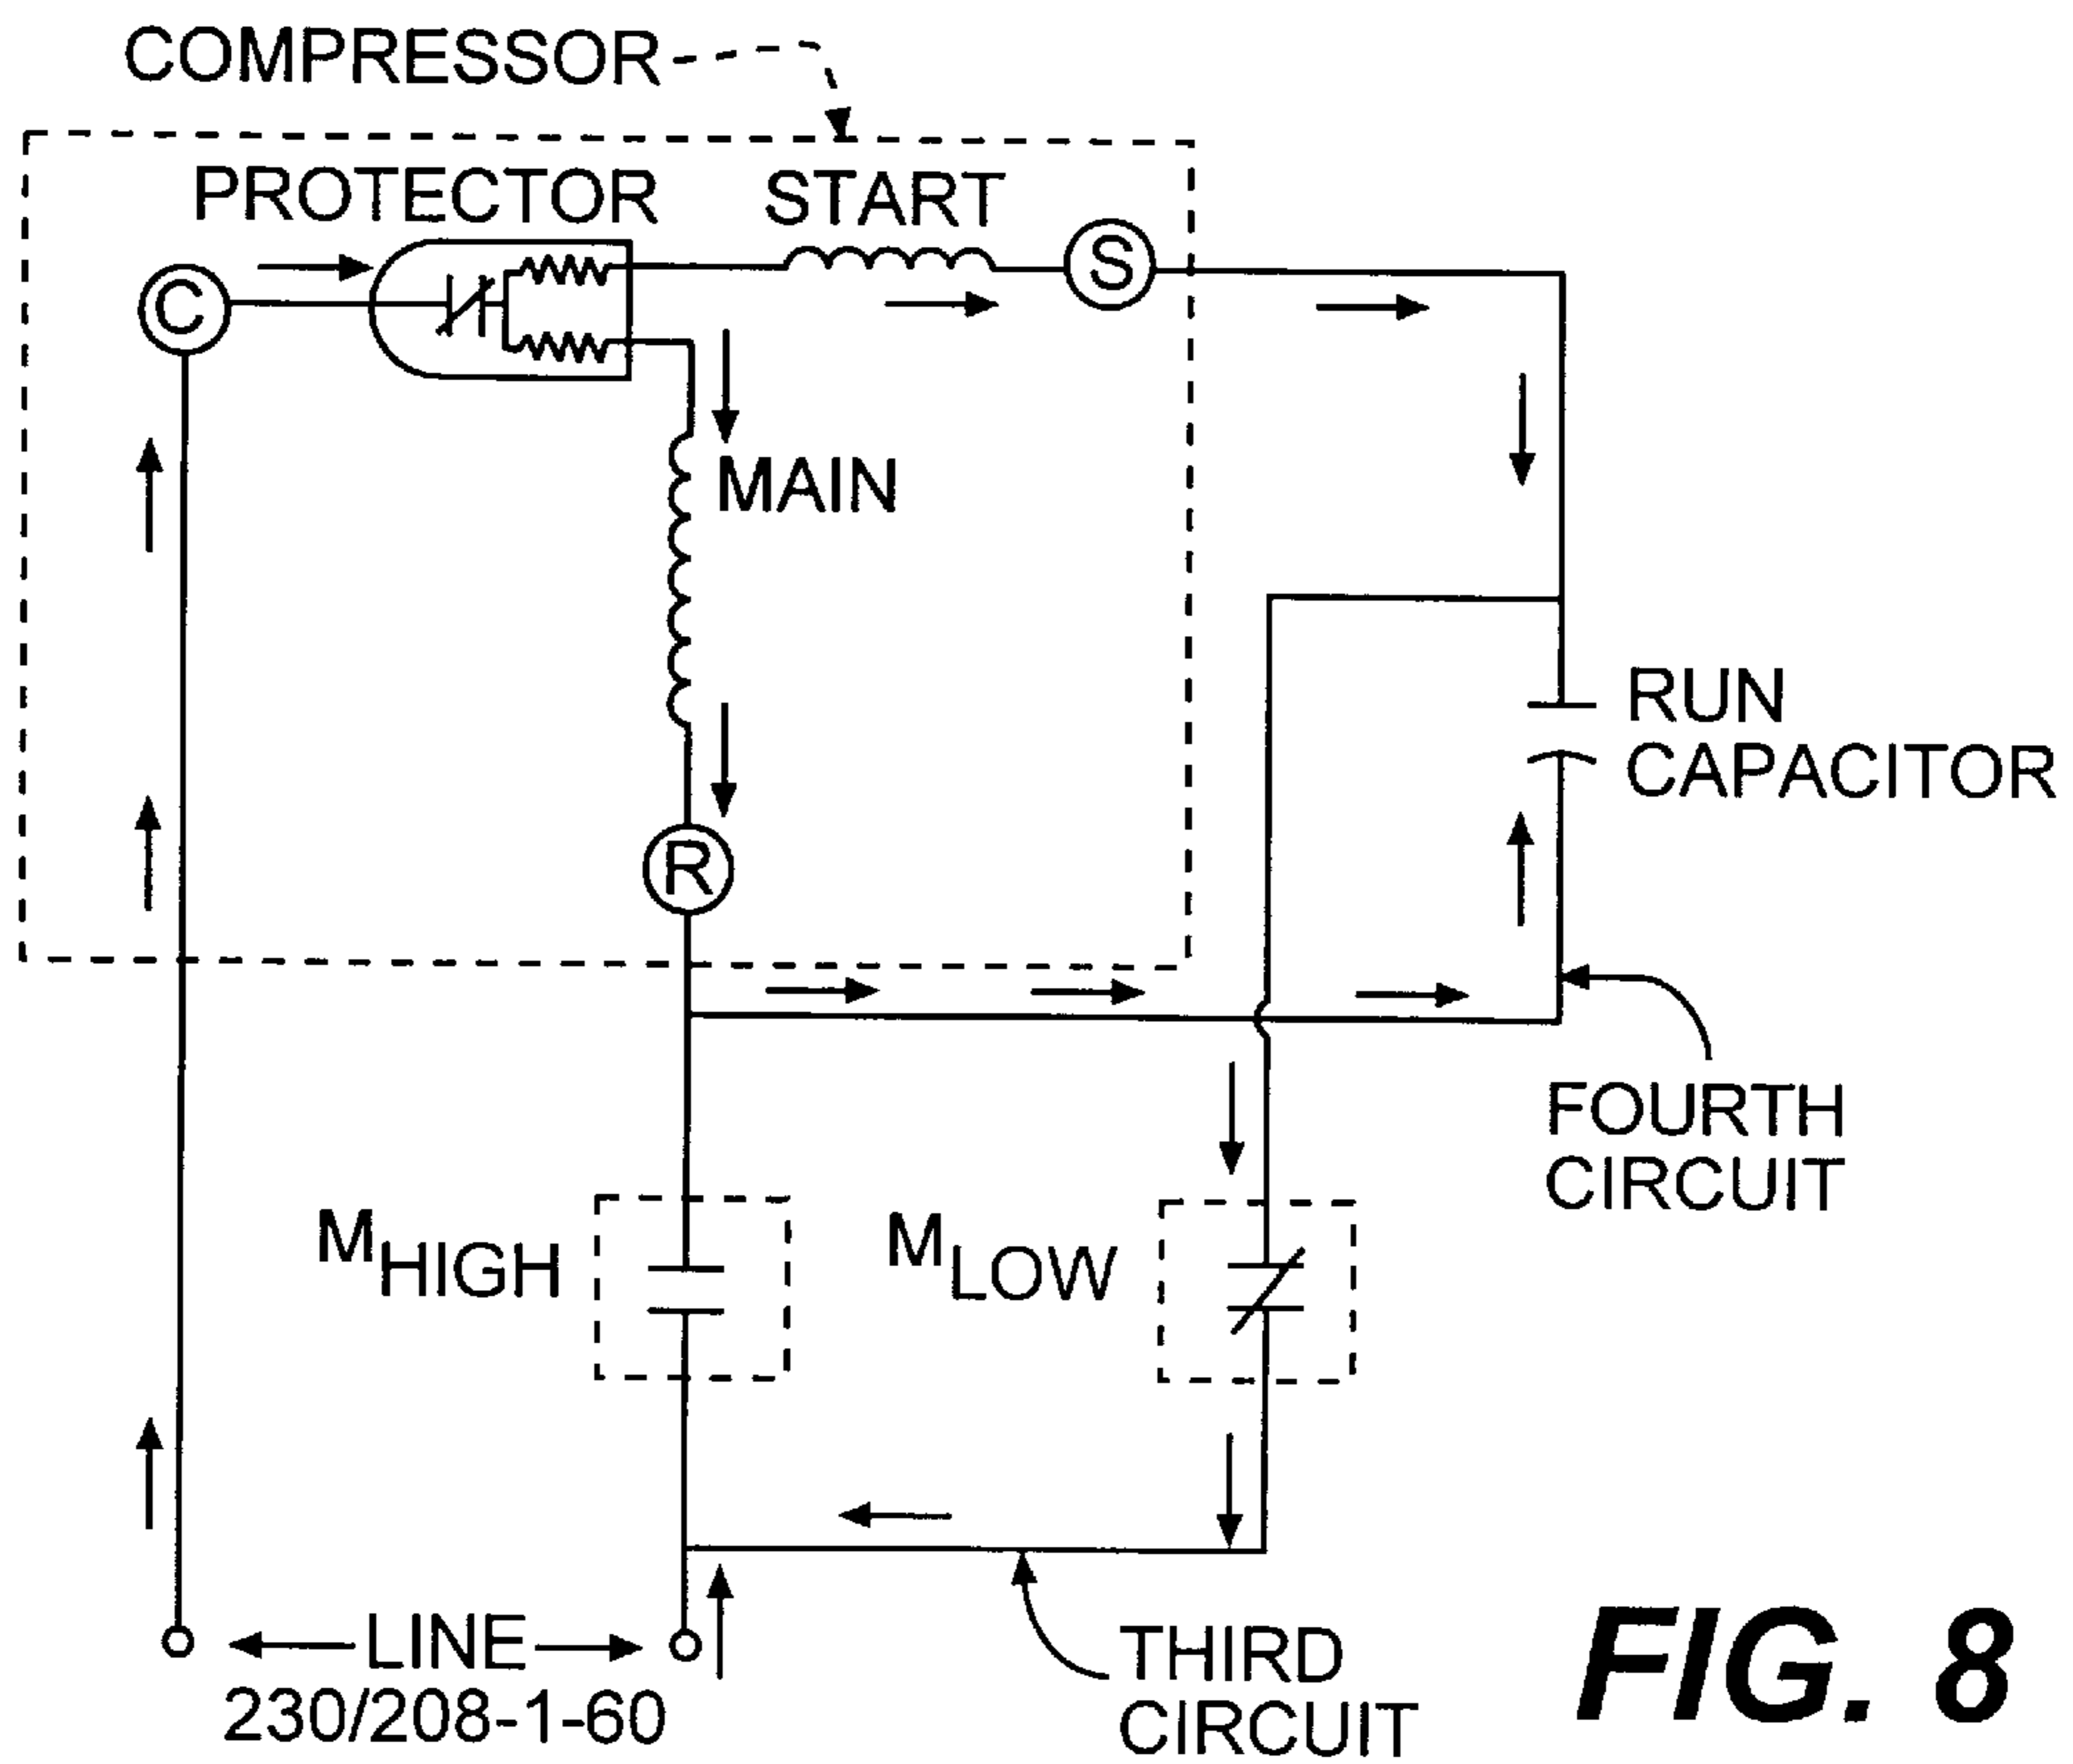 COMPRESSOR
PROTECTOR
START
C
S
MAIN
RUN
CAPACITOR
R
FOURTH
CIRCUIT
MHIGH
MLOW
LINE
230/208-1-60
THIRD
CIRCUIT
FIG. 8